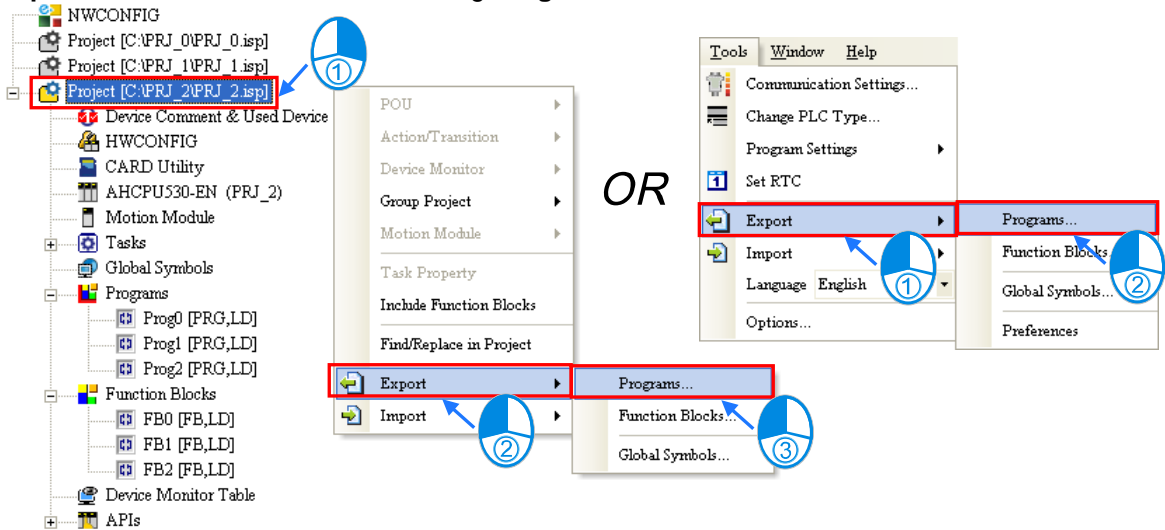 NWCONFIG
Project [C:\PRJ_0\PRJ_0.isp]
Project [C:\PRJ_1\PRJ_1.isp]
Project [C:\PRJ_2\PRJ_2.isp]
Device Comment & Used Device
HWCONFIG
CARD Utility
AHCPU530-EN (PRJ_2)
Motion Module
Tasks
Global Symbols
Programs
Prog0 [PRG,LD]
Prog1 [PRG,LD]
Prog2 [PRG,LD]
Function Blocks
FB0 [FB,LD]
FB1 [FB,LD]
FB2 [FB,LD]
Device Monitor Table
APIs
1
POU
Action/Transition
Device Monitor
Group Project
Motion Module
Task Property
Include Function Blocks
Find/Replace in Project
Export
Import
2
Programs...
Function Blocks...
Global Symbols...
3
OR
Tools Window Help
Communication Settings...
Change PLC Type...
Program Settings
1 Set RTC
Export
Import
Language English
Options...
1
Programs...
Function Blocks
Global Symbols...
Preferences
2